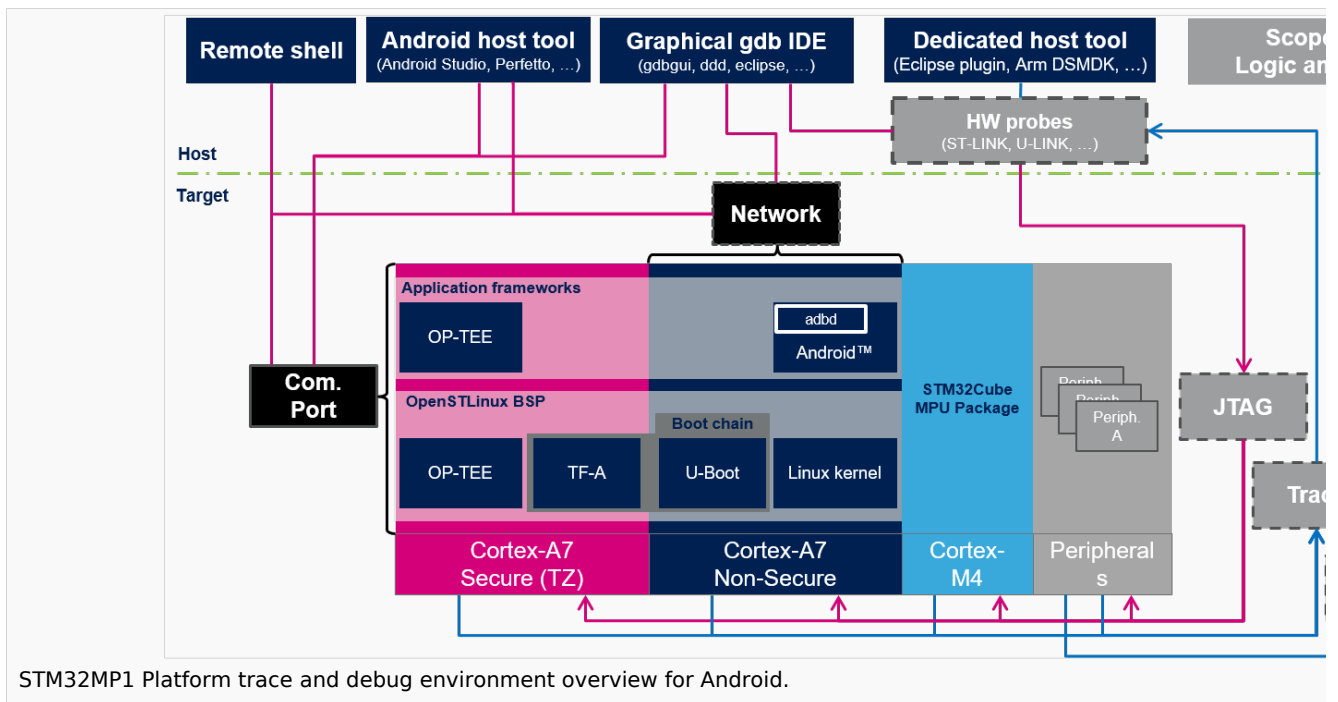 Remote shell
Android host tool
(Android Studio, Perfetto, …)
Graphical gdb IDE
(gdbgui, ddd, eclipse, …)
Dedicated host tool
(Eclipse plugin, Arm DSMDK, …)
Scope
Logic an
HW probes
(ST-LINK, U-LINK, …)
Host
Target
Network
Application frameworks
OP-TEE
adbd
Android™
Com.
Port
OpenSTLinux BSP
Boot chain
OP-TEE
TF-A
U-Boot
Linux kernel
STM32Cube
MPU Package
Periph.
Periph.
Periph.
A
JTAG
Trac
Cortex-A7
Secure (TZ)
Cortex-A7
Non-Secure
Cortex-
M4
Peripheral
s
STM32MP1 Platform trace and debug environment overview for Android.